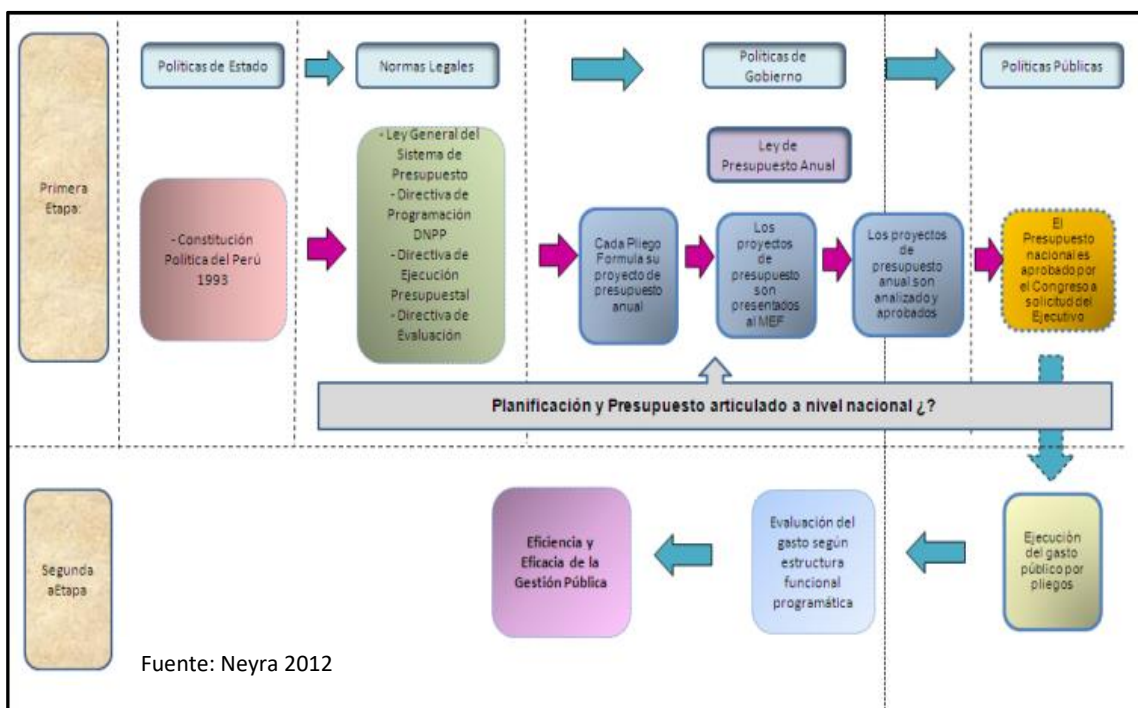 Políticas de Estado
Normas Legales
Políticas de
Gobierno
Políticas Públicas
Ley de
Presupuesto Anual
Primera
Etapa:
- Constitución
Política del Perú
1993
- Ley General del
Sistema de
Presupuesto
- Directiva de
Programación
DNPP
- Directiva de
Ejecución
Presupuestal
- Directiva de
Evaluación
Cada Pliego
Formula su
proyecto de
presupuesto
anual
Los
proyectos
de
presupuesto
son
presentados
al MEF
Los proyectos
de
presupuesto
anual son
analizado y
aprobados
El
Presupuesto
nacional es
aprobado por
el Congreso a
solicitud del
Ejecutivo
Planificación y Presupuesto articulado a nivel nacional ¿?
Segunda
aEtapa
Eficiencia y
Eficacia de la
Gestión Pública
Evaluación del
gasto según
estructura
funcional
programática
Ejecución
del gasto
público por
pliegos
Fuente: Neyra 2012